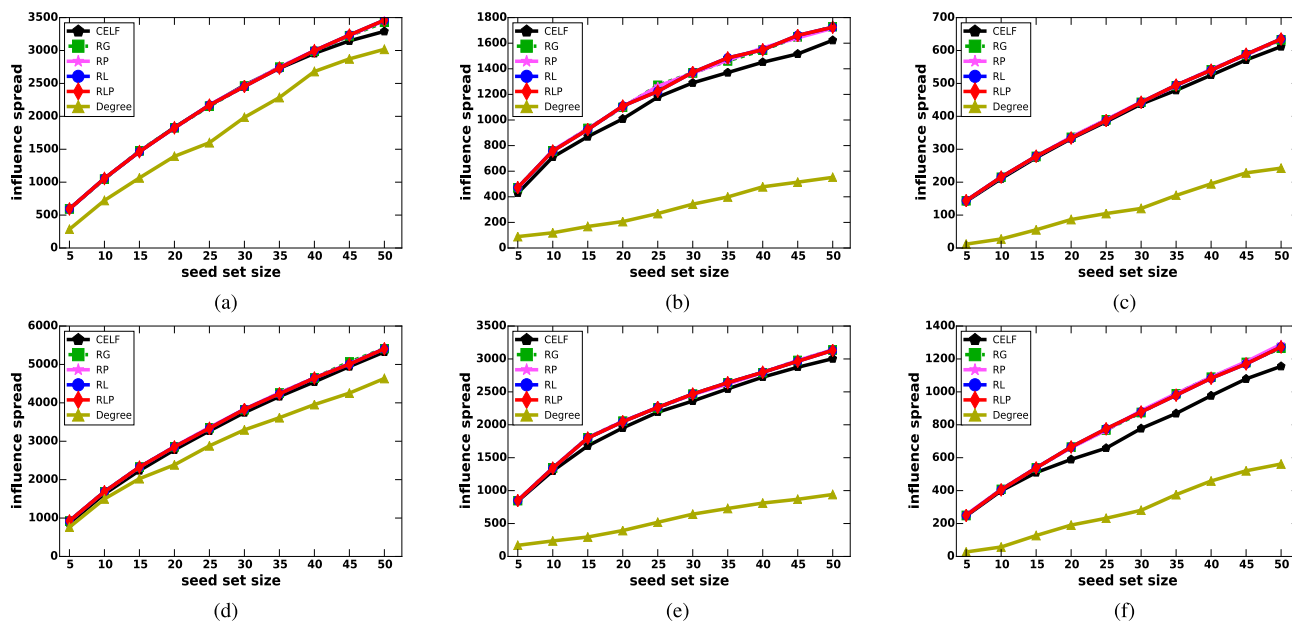 3500
3000
2500
2000
1500
1000
500
0
influence spread
CELF
RG
RP
RL
RLP
Degree
5 10 15 20 25 30 35 40 45 50
seed set size
(a)
1800
1600
1400
1200
1000
800
600
400
200
0
influence spread
CELF
RG
RP
RL
RLP
Degree
5 10 15 20 25 30 35 40 45 50
seed set size
(b)
700
600
500
400
300
200
100
0
influence spread
CELF
RG
RP
RL
RLP
Degree
5 10 15 20 25 30 35 40 45 50
seed set size
(c)
6000
5000
4000
3000
2000
1000
0
influence spread
CELF
RG
RP
RL
RLP
Degree
5 10 15 20 25 30 35 40 45 50
seed set size
(d)
3500
3000
2500
2000
1500
1000
500
0
influence spread
CELF
RG
RP
RL
RLP
Degree
5 10 15 20 25 30 35 40 45 50
seed set size
(e)
1400
1200
1000
800
600
400
200
0
influence spread
CELF
RG
RP
RL
RLP
Degree
5 10 15 20 25 30 35 40 45 50
seed set size
(f)